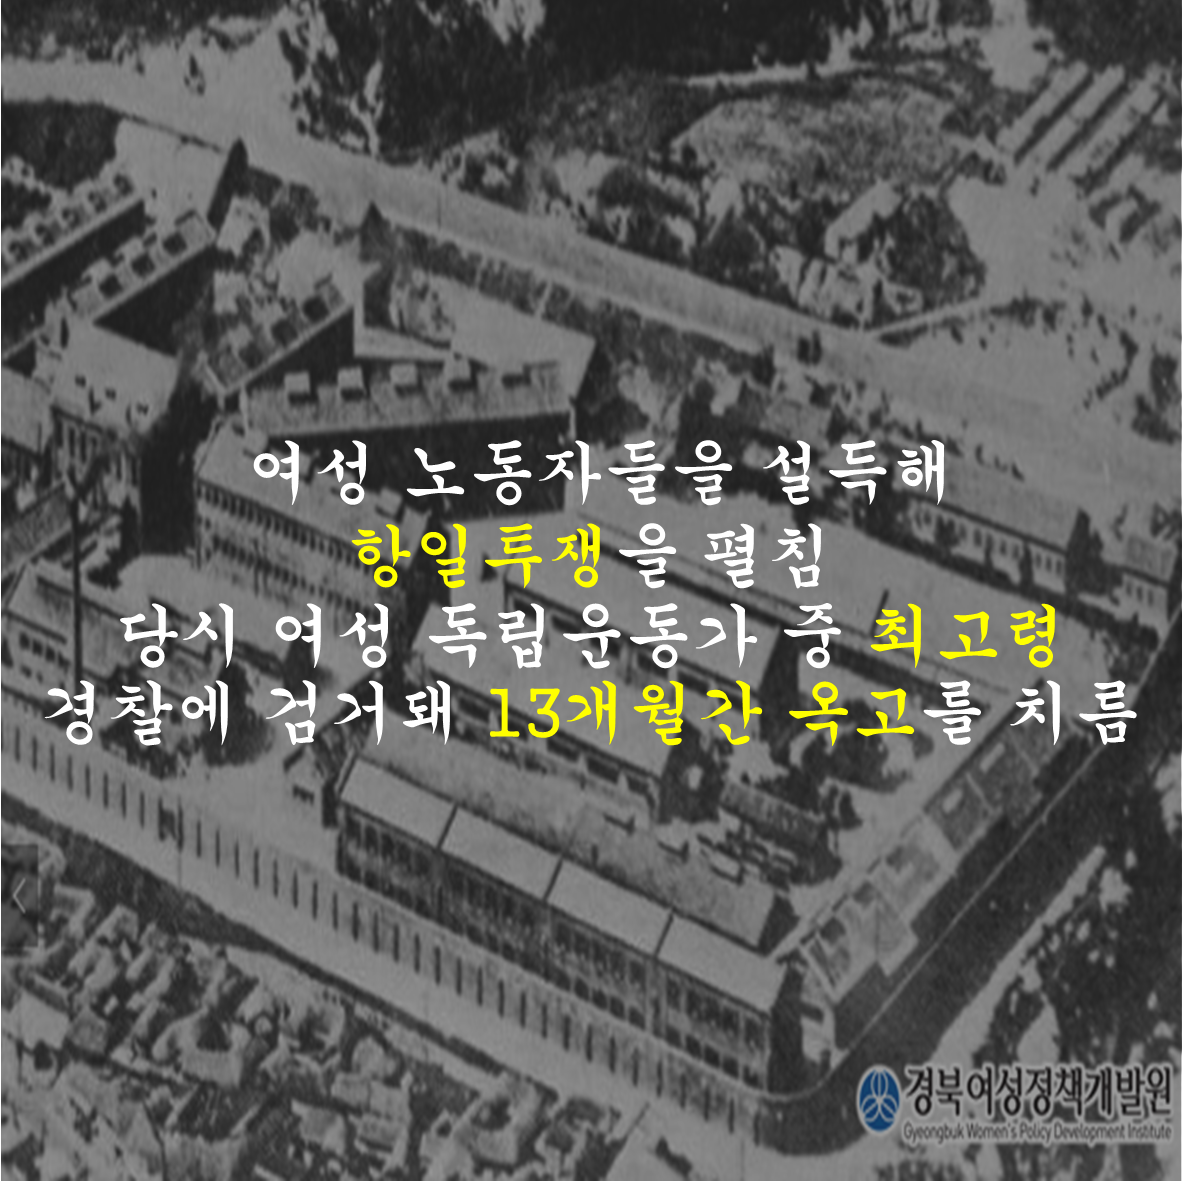 여성 노동자들을 설득해
항일투쟁을 펼침
당시 여성 독립운동가 중 최고령
경찰에 검거돼 13개월간 옥고를 치름
경북여성정책개발원
Gyeongbuk Women's Policy Development Institute